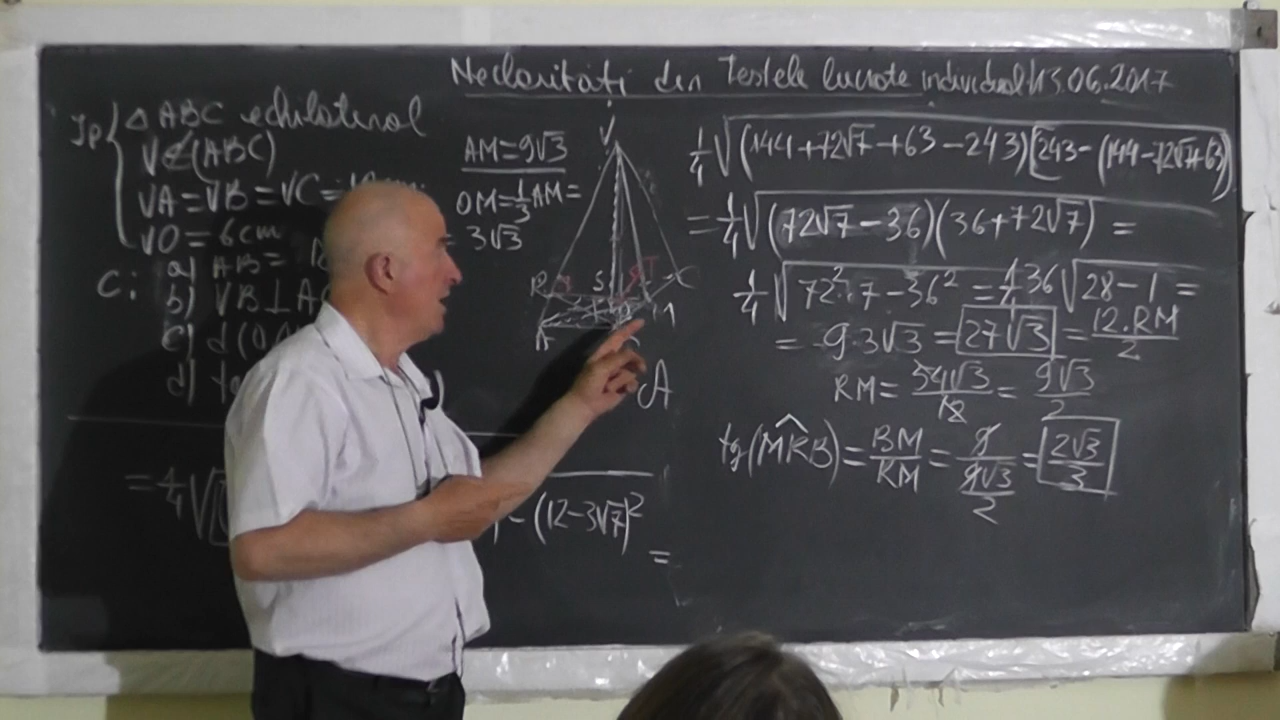 Neclarități din Testele lucrate individual 13.06.2017
Ip { △ABC echilateral
V∉(ABC)
VA=VB=VC=
VO=6cm
C: a) AB=
b) VB⊥A
c) d(O,
d) tg
AM=9√3
OM=1/3 AM=
= 3√3
V
B
S
T
C
M
A
A
=1/4 √
- (12-3√7)² =
1/4 √(144+72√7+63-243)[243-(144-72√7+63)
= 1/4 √(72√7-36)(36+72√7) =
1/4 √72²·7-36² = 1/4 36√28-1 =
= 9·3√3 = 27√3 = 12·RM/2
RM= 54√3/12 = 9√3/2
tg(MRB)= BM/RM = 9/(9√3/2) = 2√3/3